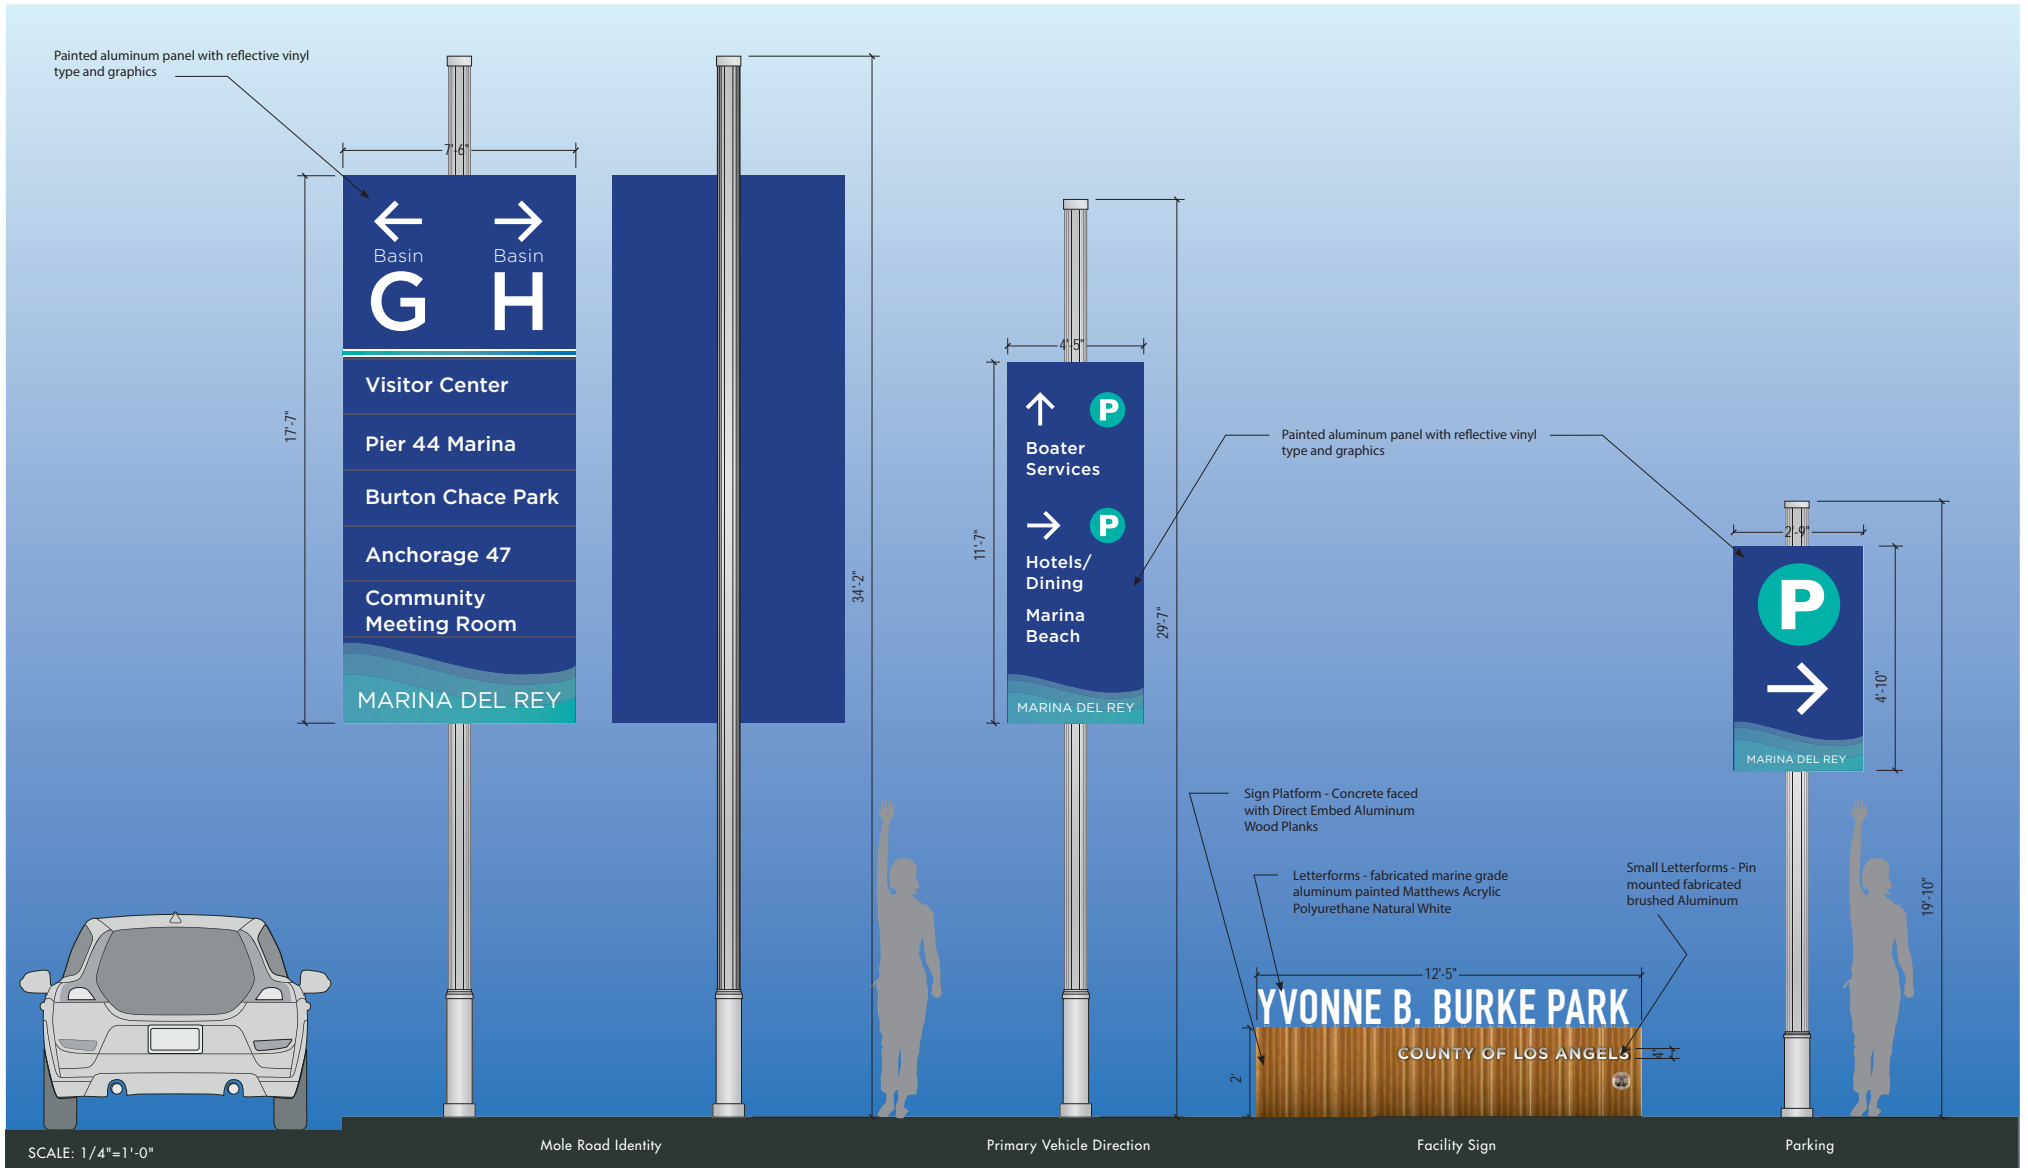 Painted aluminum panel with reflective vinyl
type and graphics
7'-6"
17'-7"
Basin
G
Basin
H
Visitor Center
Pier 44 Marina
Burton Chace Park
Anchorage 47
Community
Meeting Room
MARINA DEL REY
34'-2"
4'-5"
11'-7"
P
Boater
Services
P
Hotels/
Dining
Marina
Beach
MARINA DEL REY
29'-7"
Painted aluminum panel with reflective vinyl
type and graphics
2'-9"
P
MARINA DEL REY
4'-10"
19'-10"
Sign Platform - Concrete faced
with Direct Embed Aluminum
Wood Planks
Letterforms - fabricated marine grade
aluminum painted Matthews Acrylic
Polyurethane Natural White
Small Letterforms - Pin
mounted fabricated
brushed Aluminum
12'-5"
YVONNE B. BURKE PARK
COUNTY OF LOS ANGELS
4"
2'
SCALE: 1/4"=1'-0"
Mole Road Identity
Primary Vehicle Direction
Facility Sign
Parking